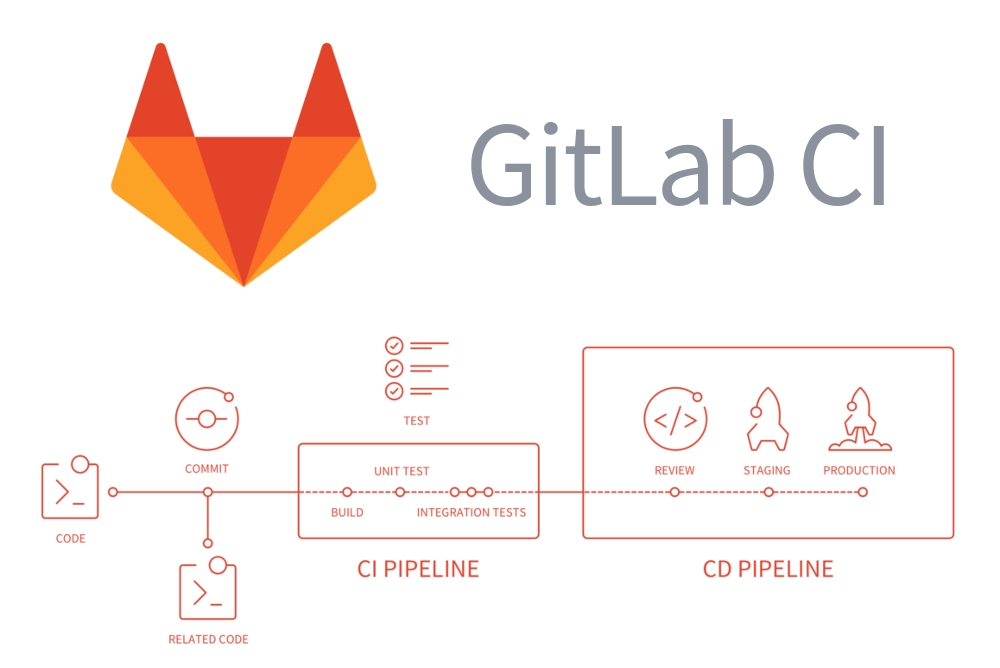 GitLab CI
TEST
COMMIT
UNIT TEST
REVIEW
STAGING
PRODUCTION
BUILD
INTEGRATION TESTS
CODE
CI PIPELINE
CD PIPELINE
RELATED CODE